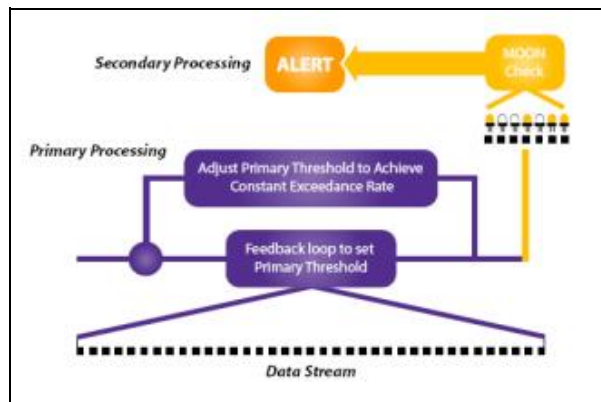 Secondary Processing
ALERT
MOON
Check
Primary Processing
Adjust Primary Threshold to Achieve
Constant Exceedance Rate
Feedback loop to set
Primary Threshold
Data Stream